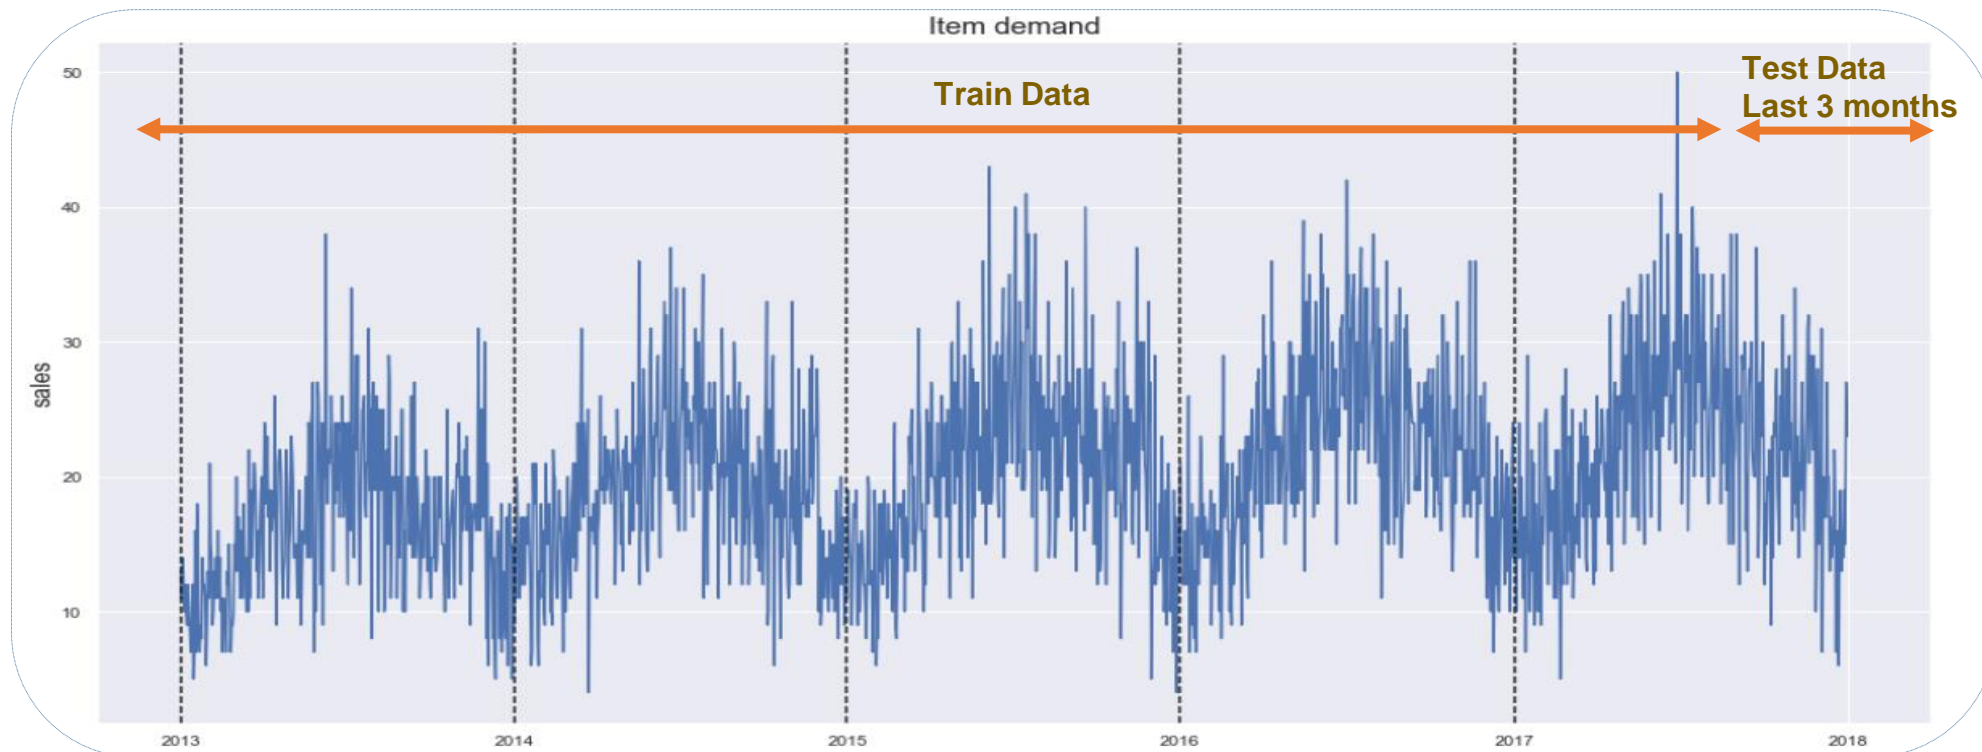 Item demand
Train Data
Test Data
Last 3 months
sales
50
40
30
20
10
2013
2014
2015
2016
2017
2018